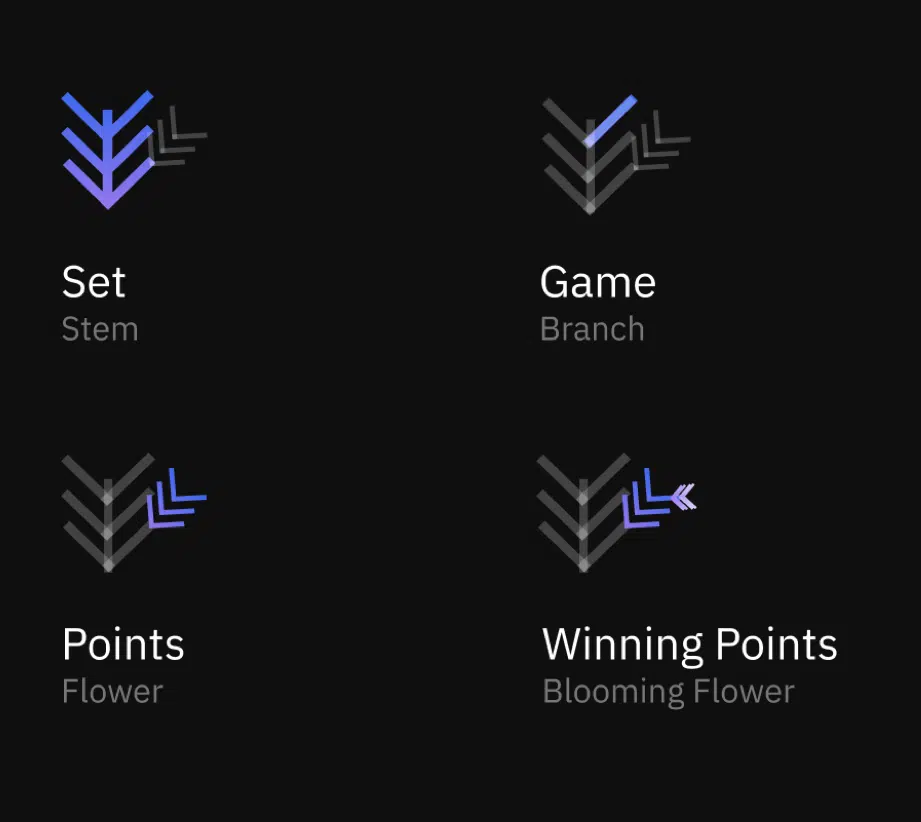 Set
Stem
Game
Branch
Points
Flower
Winning Points
Blooming Flower